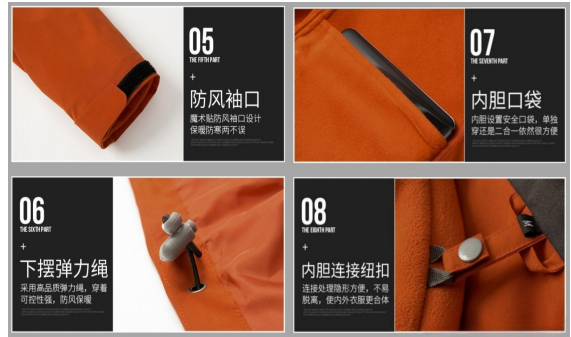 05
THE FIFTH PART
+
防风袖口
魔术贴防风袖口设计
保暖防寒两不误
07
THE SEVENTH PART
+
内胆口袋
内胆设置安全口袋，单独
穿还是二合一依然很方便
06
THE SIXTH PART
+
下摆弹力绳
采用高品质弹力绳，穿着
可控性强，防风保暖
08
THE EIGHTH PART
+
内胆连接纽扣
连接处理隐形方便，不易
脱离，使内外衣服更合体